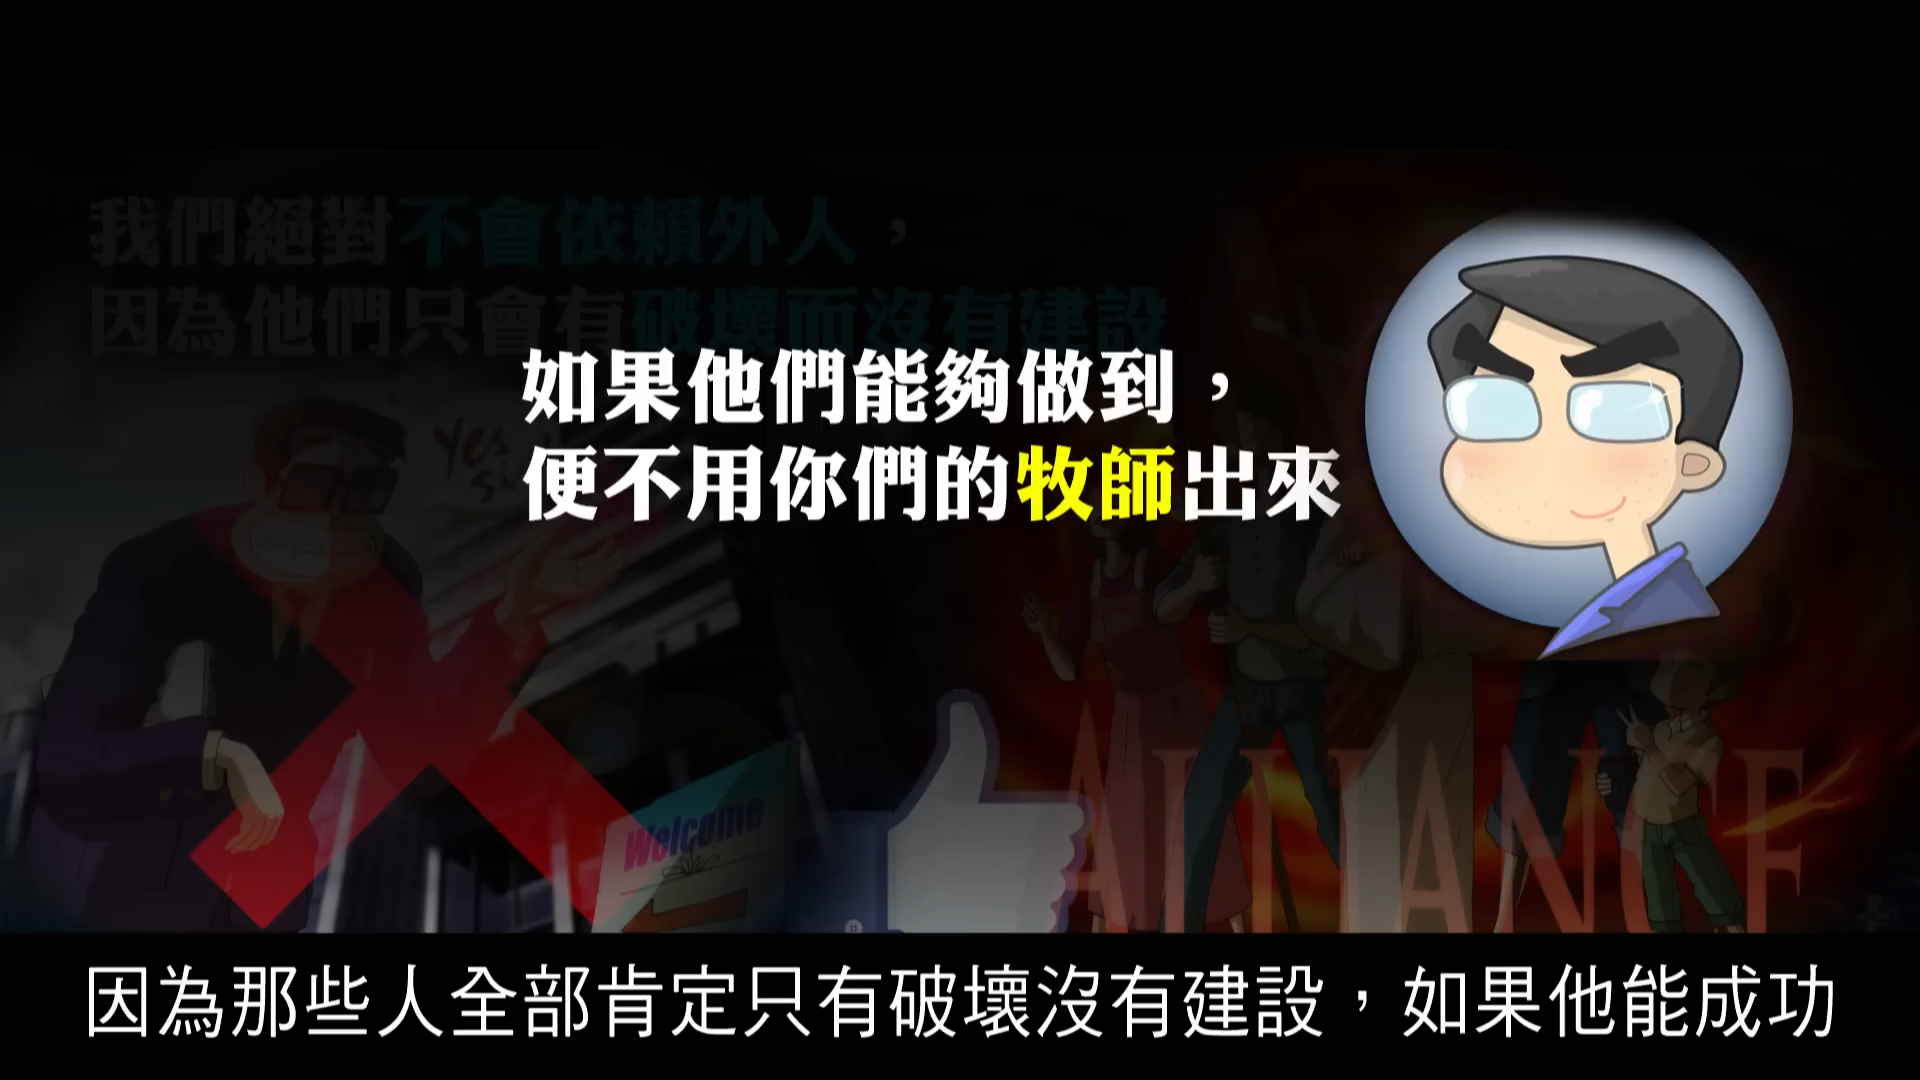 我們絕對不會依賴外人，
因為他們只會有破壞而沒有建設
如果他們能夠做到，
便不用你們的牧師出來
Welcome
ALLIANCE
因為那些人全部肯定只有破壞沒有建設，如果他能成功